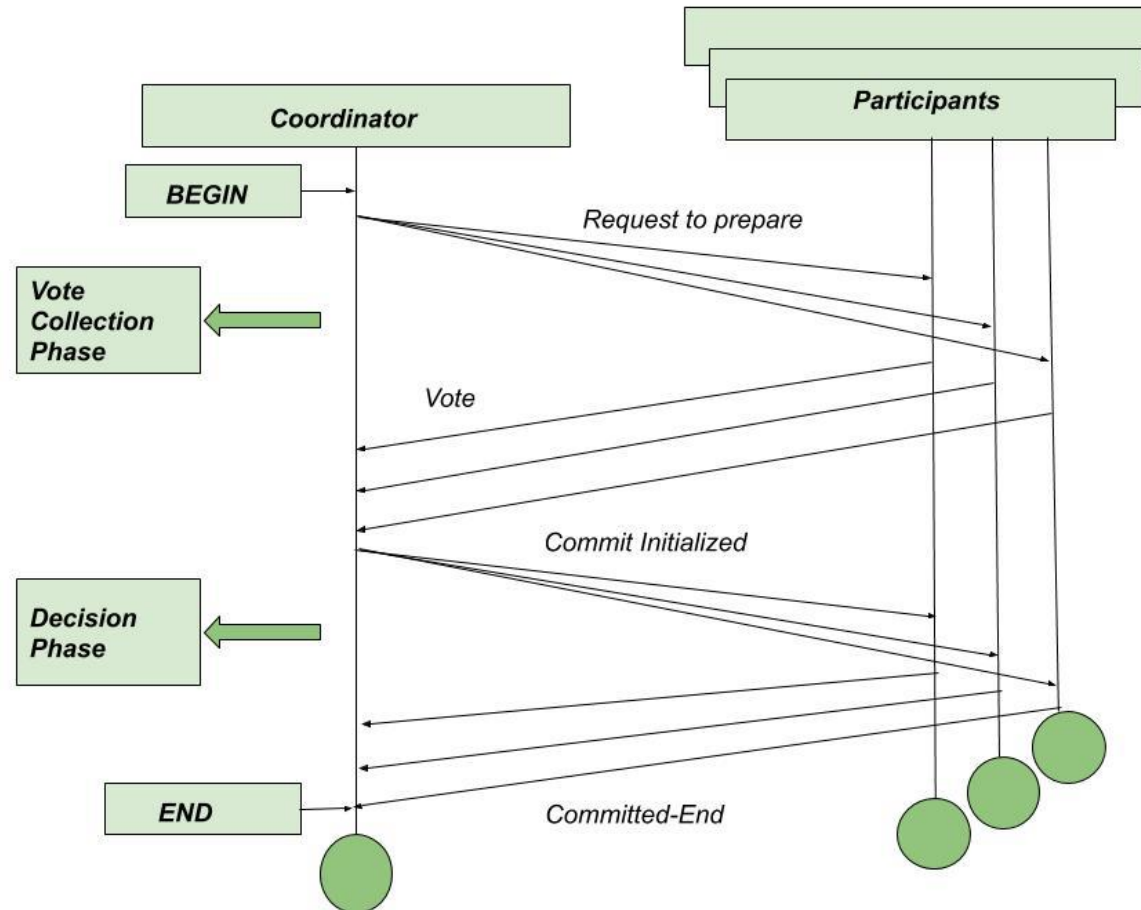 Participants
Coordinator
BEGIN
Request to prepare
Vote
Collection
Phase
Vote
Commit Initialized
Decision
Phase
END
Committed-End